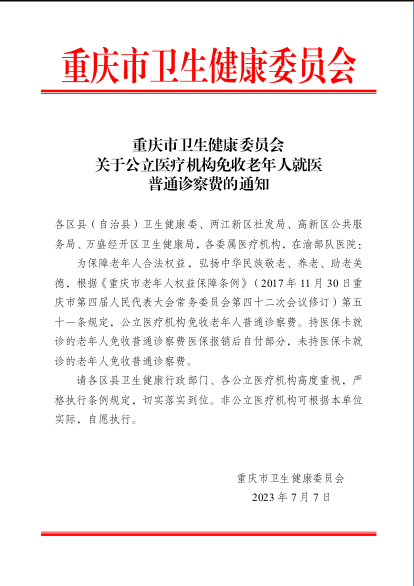 重庆市卫生健康委员会
重庆市卫生健康委员会
关于公立医疗机构免收老年人就医
普通诊察费的通知
各区县（自治县）卫生健康委、两江新区社发局、高新区公共服
务局、万盛经开区卫生健康局，各委属医疗机构，在渝部队医院：
为保障老年人合法权益，弘扬中华民族敬老、养老、助老美
德，根据《重庆市老年人权益保障条例》（2017 年 11 月 30 日重
庆市第四届人民代表大会常务委员会第四十二次会议修订）第五
十一条规定，公立医疗机构免收老年人普通诊察费。持医保卡就
诊的老年人免收普通诊察费医保报销后自付部分，未持医保卡就
诊的老年人免收普通诊察费。
请各区县卫生健康行政部门、各公立医疗机构高度重视，严
格执行条例规定，切实落实到位。非公立医疗机构可根据本单位
实际，自愿执行。
重庆市卫生健康委员会
2023 年 7 月 7 日